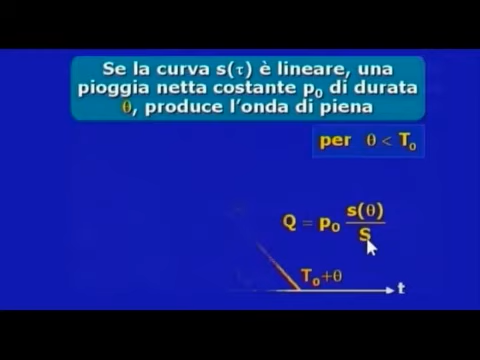 Se la curva s(τ) è lineare, una
pioggia netta costante p₀ di durata
θ, produce l'onda di piena
per θ < T₀
Q = p₀ s(θ)/S
T₀+θ
t